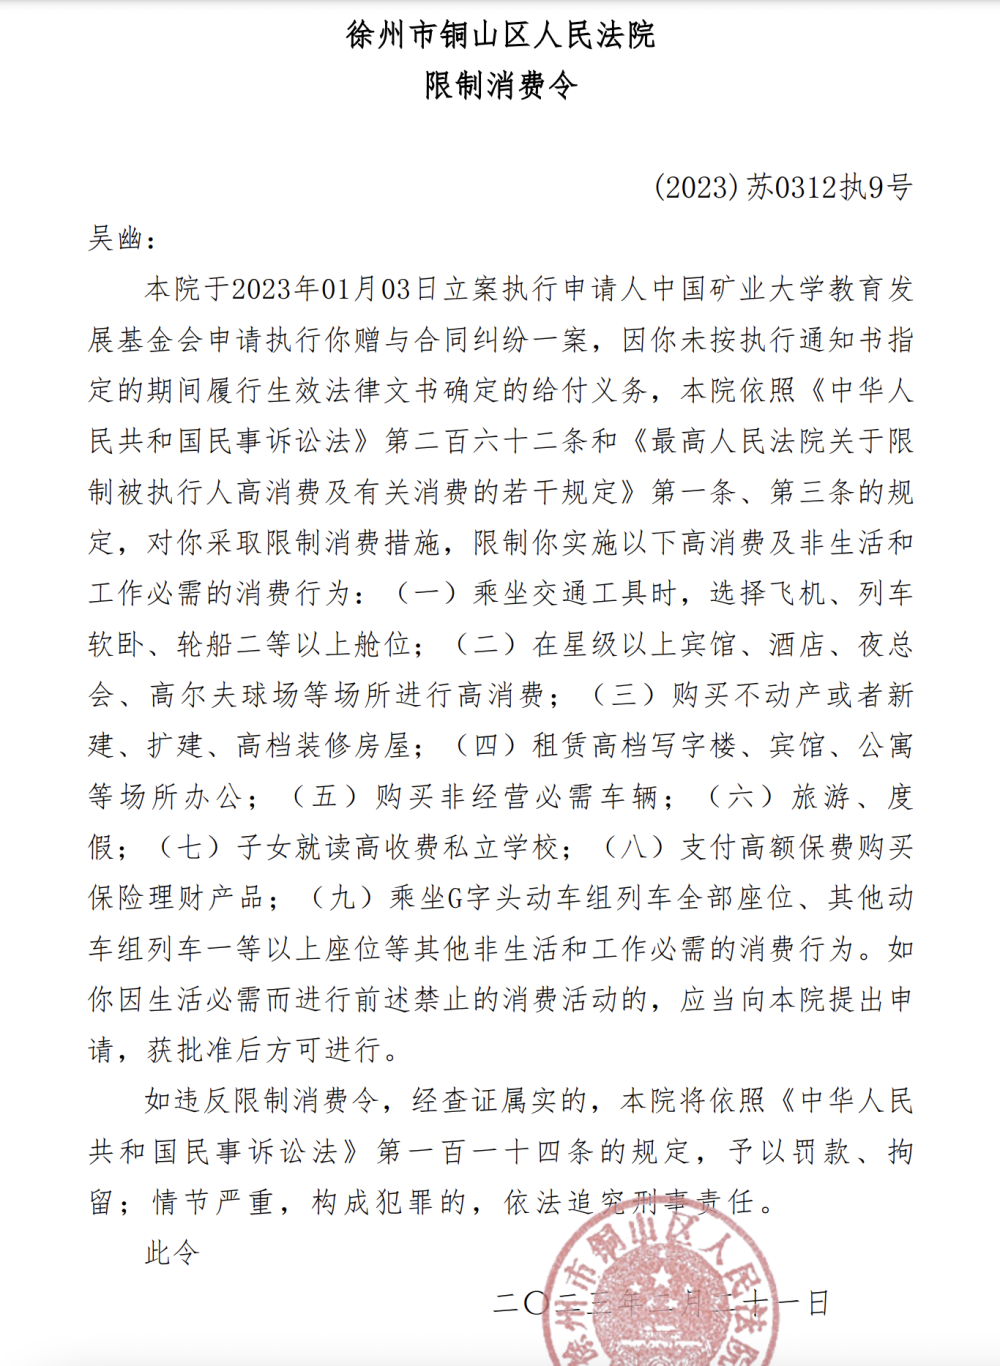 徐州市铜山区人民法院
限制消费令
(2023)苏0312执9号
吴幽：
本院于2023年01月03日立案执行申请人中国矿业大学教育发
展基金会申请执行你赠与合同纠纷一案，因你未按执行通知书指
定的期间履行生效法律文书确定的给付义务，本院依照《中华人
民共和国民事诉讼法》第二百六十二条和《最高人民法院关于限
制被执行人高消费及有关消费的若干规定》第一条、第三条的规
定，对你采取限制消费措施，限制你实施以下高消费及非生活和
工作必需的消费行为：（一）乘坐交通工具时，选择飞机、列车
软卧、轮船二等以上舱位；（二）在星级以上宾馆、酒店、夜总
会、高尔夫球场等场所进行高消费；（三）购买不动产或者新
建、扩建、高档装修房屋；（四）租赁高档写字楼、宾馆、公寓
等场所办公；（五）购买非经营必需车辆；（六）旅游、度
假；（七）子女就读高收费私立学校；（八）支付高额保费购买
保险理财产品；（九）乘坐G字头动车组列车全部座位、其他动
车组列车一等以上座位等其他非生活和工作必需的消费行为。如
你因生活必需而进行前述禁止的消费活动的，应当向本院提出申
请，获批准后方可进行。
如违反限制消费令，经查证属实的，本院将依照《中华人民
共和国民事诉讼法》第一百一十四条的规定，予以罚款、拘
留；情节严重，构成犯罪的，依法追究刑事责任。
此令
二〇二三年二月二十一日
徐州市铜山区人民法院